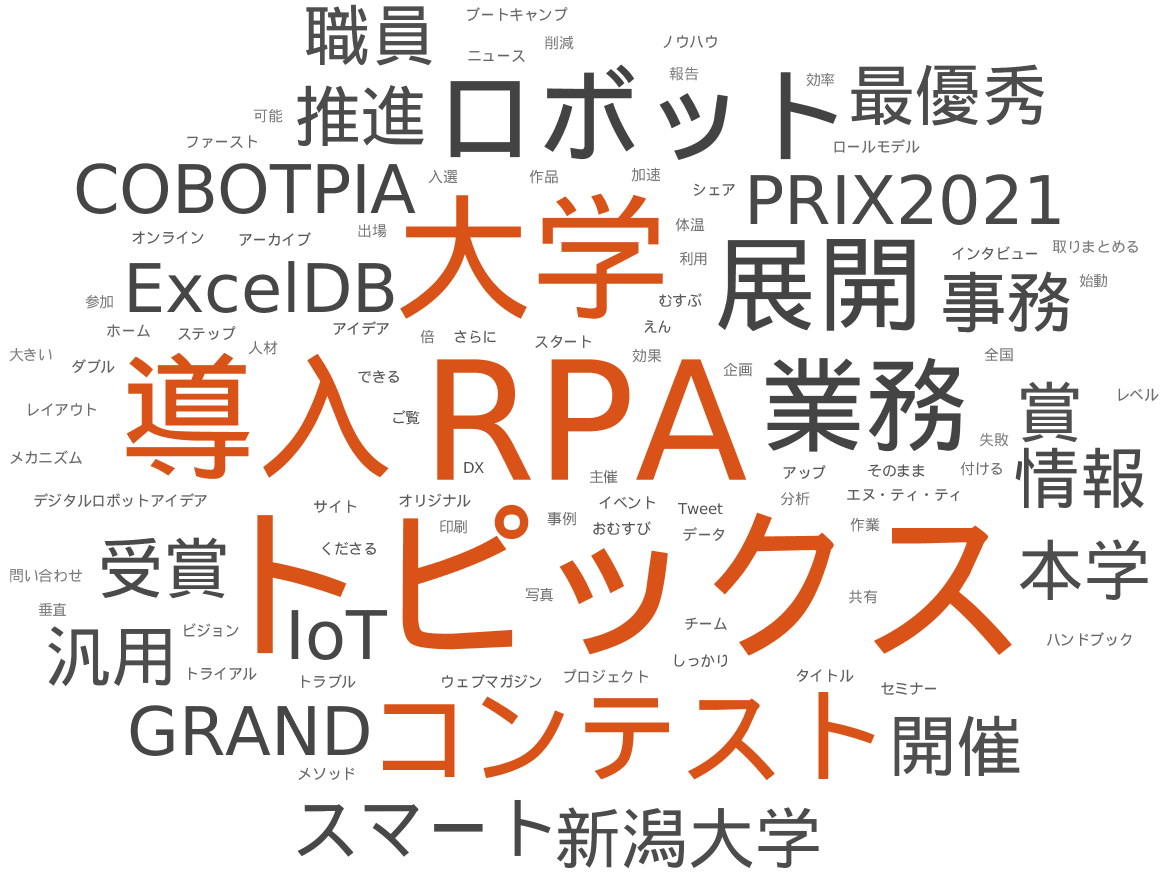 職員
ブートキャンプ
削減
ノウハウ
ニュース
報告
効率
推進
ロボット
最優秀
可能
ファースト
ロールモデル
COBOTPIA
入選
作品
加速
シェア
PRIX2021
オンライン
アーカイブ
出場
大学
体温
利用
展開
インタビュー
取りまとめる
参加
ExcelDB
むすぶ
事務
始動
ホーム
ステップ
アイデア
えん
大きい
ダブル
人材
倍
さらに
スタート
効果
企画
全国
導入
できる
RPA
業務
賞
レベル
レイアウト
ご覧
失敗
メカニズム
DX
主催
アップ
そのまま
付ける
情報
デジタルロボットアイデア
サイト
オリジナル
イベント
Tweet
分析
エヌ・ティ・ティ
印刷
事例
おむすび
データ
作業
受賞
くださる
トピックス
本学
問い合わせ
垂直
写真
共有
汎用
ビジョン
IoT
チーム
ハンドブック
トライアル
トラブル
ウェブマガジン
プロジェクト
しっかり
タイトル
セミナー
GRAND
コンテスト
開催
メソッド
スマート
新潟大学